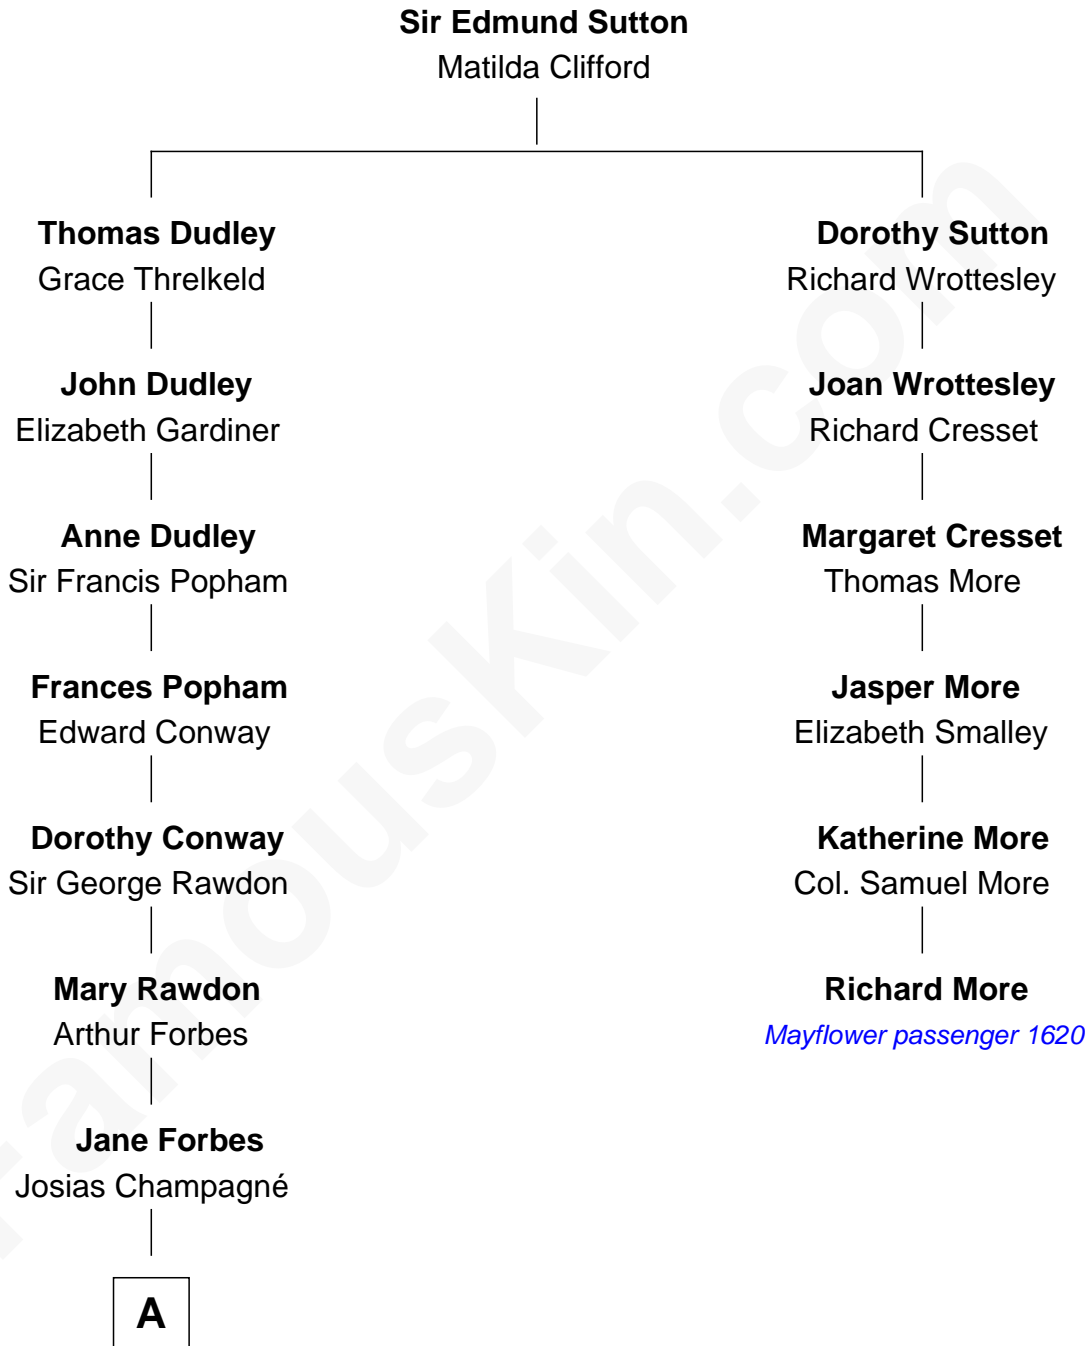 Sir Edmund Sutton
Matilda Clifford
Thomas Dudley
Grace Threlkeld
Dorothy Sutton
Richard Wrottesley
John Dudley
Elizabeth Gardiner
Joan Wrottesley
Richard Cresset
Anne Dudley
Sir Francis Popham
Margaret Cresset
Thomas More
Frances Popham
Edward Conway
Jasper More
Elizabeth Smalley
Dorothy Conway
Sir George Rawdon
Katherine More
Col. Samuel More
Mary Rawdon
Arthur Forbes
Richard More
Mayflower passenger 1620
Jane Forbes
Josias Champagné
A
FamousKin.com